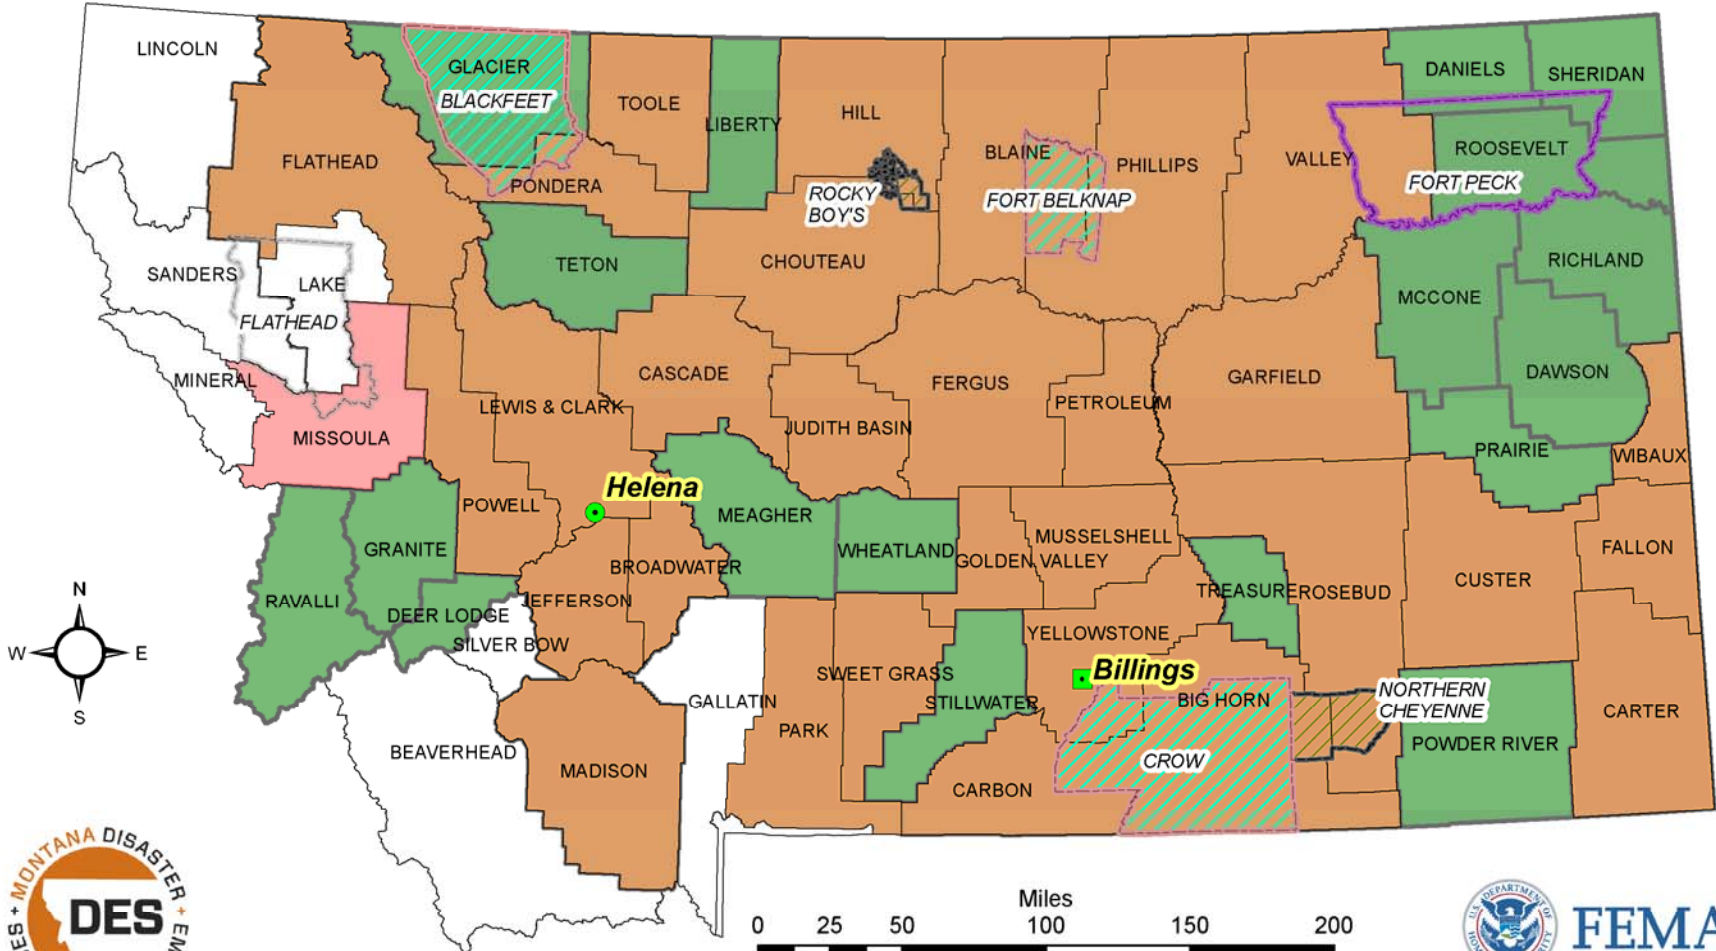 LINCOLN
GLACIER
BLACKFEET
TOOLE
LIBERTY
HILL
BLAINE
PHILLIPS
VALLEY
DANIELS
SHERIDAN
ROOSEVELT
FORT PECK
FLATHEAD
PONDERA
ROCKY
BOY'S
FORT BELKNAP
SANDERS
LAKE
FLATHEAD
TETON
CHOUTEAU
MCCONE
RICHLAND
MINERAL
MISSOULA
LEWIS & CLARK
CASCADE
JUDITH BASIN
FERGUS
PETROLEUM
GARFIELD
DAWSON
PRAIRIE
WIBAUX
POWELL
Helena
MEAGHER
GRANITE
BROADWATER
WHEATLAND
GOLDEN VALLEY
MUSSELSHELL
TREASURE
ROSEBUD
CUSTER
FALLON
RAVALLI
DEER LODGE
SILVER BOW
JEFFERSON
YELLOWSTONE
Billings
SWEET GRASS
STILLWATER
BIG HORN
NORTHERN
CHEYENNE
CARTER
GALLATIN
PARK
BEAVERHEAD
MADISON
CARBON
CROW
POWDER RIVER
N
W
E
S
MONTANA DISASTER
DES
Miles
0 25 50 100 150 200
FEMA